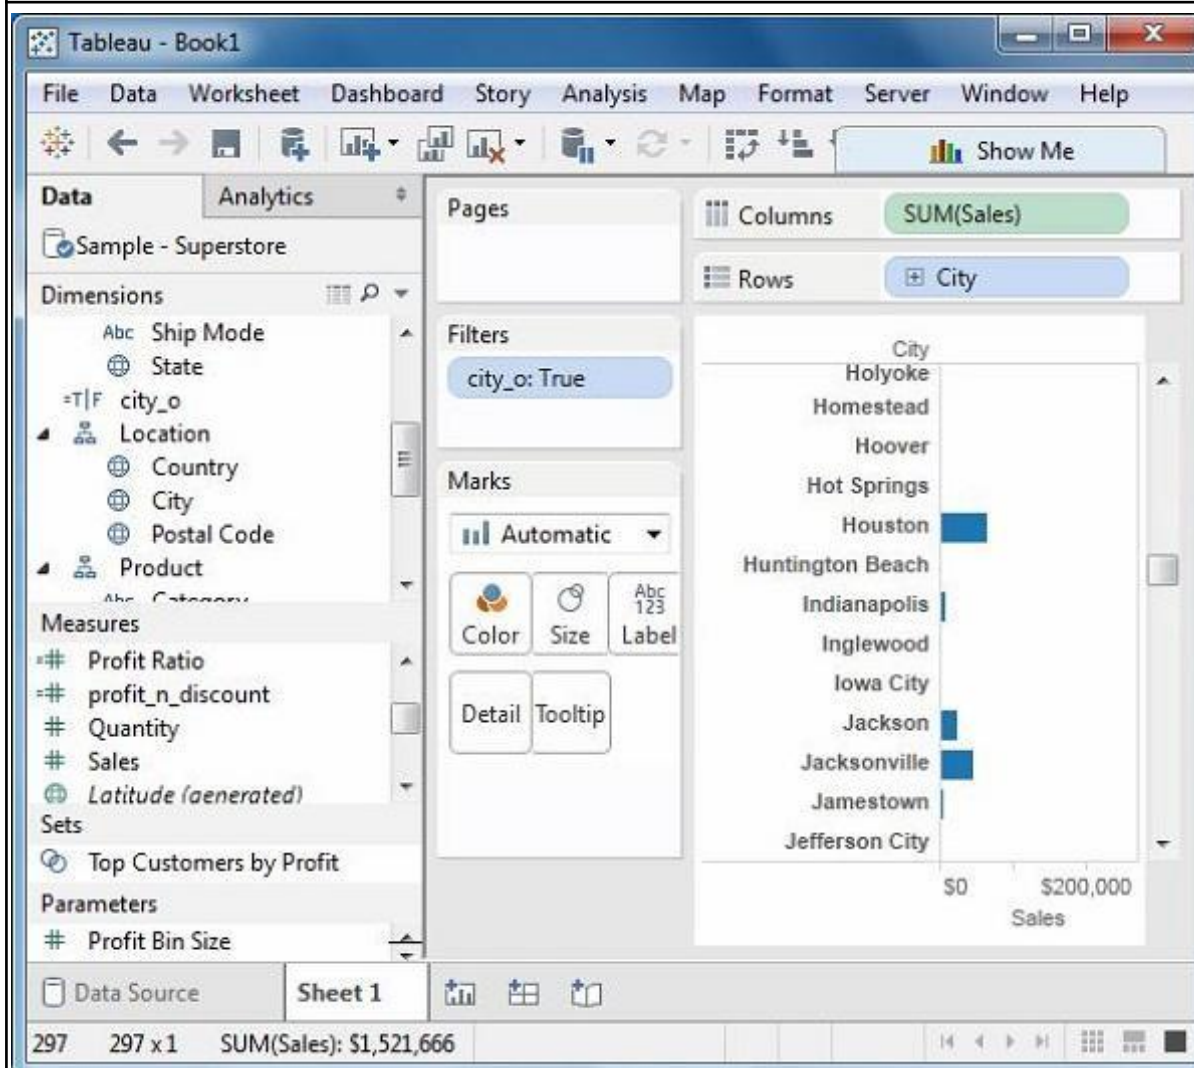 Tableau - Book1
File Data Worksheet Dashboard Story Analysis Map Format Server Window Help
Show Me
Data Analytics
Sample - Superstore
Dimensions
Abc Ship Mode
State
=T|F city_o
Location
Country
City
Postal Code
Product
Abc Category
Measures
=# Profit Ratio
=# profit_n_discount
# Quantity
# Sales
Latitude (generated)
Sets
Top Customers by Profit
Parameters
# Profit Bin Size
Pages
Filters
city_o: True
Marks
Automatic
Color Size Abc 123 Label
Detail Tooltip
Columns SUM(Sales)
Rows City
City
Holyoke
Homestead
Hoover
Hot Springs
Houston
Huntington Beach
Indianapolis
Inglewood
Iowa City
Jackson
Jacksonville
Jamestown
Jefferson City
$0 $200,000
Sales
Data Source Sheet 1
297 297 x 1 SUM(Sales): $1,521,666